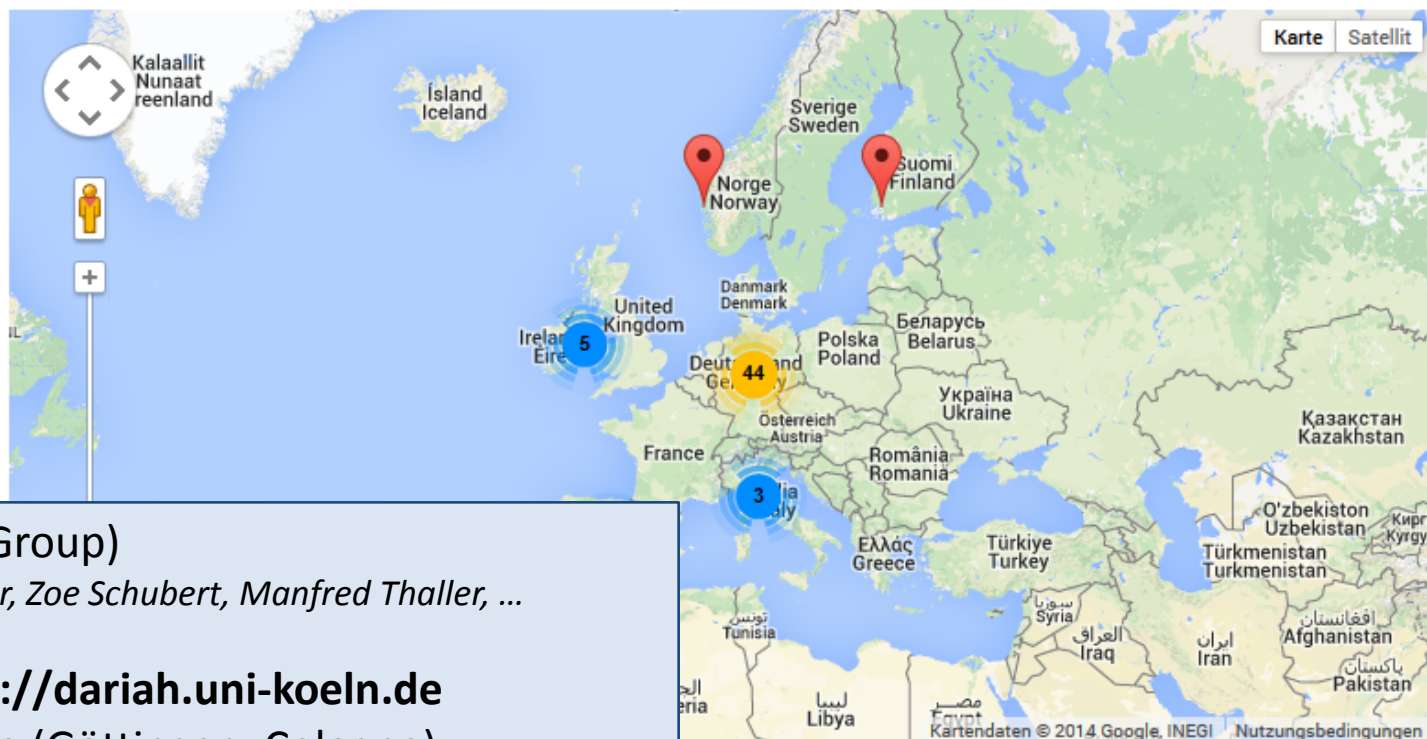 Karte Satellit
Kalaallit
Nunaat
reenland
Ísland
Iceland
Sverige
Sweden
Suomi
Finland
Norge
Norway
Danmark
Denmark
United
Kingdom
5
44
Polska
Poland
Беларусь
Belarus
Україна
Ukraine
Österreich
Austria
France
România
Romania
Қазақстан
Kazakhstan
3
O'zbekiston
Uzbekistan
Türkmenistan
Turkmenistan
Ελλάς
Greece
Türkiye
Turkey
تونس
Tunisia
سوريا
Syria
العراق
Iraq
ایران
Iran
افغانستان
Afghanistan
پاکستان
Pakistan
ليبيا
Libya
مصر
Egypt
Group)
r, Zoe Schubert, Manfred Thaller, …
://dariah.uni-koeln.de
(Göttingen, Cologne)
Kartendaten © 2014 Google, INEGI Nutzungsbedingungen